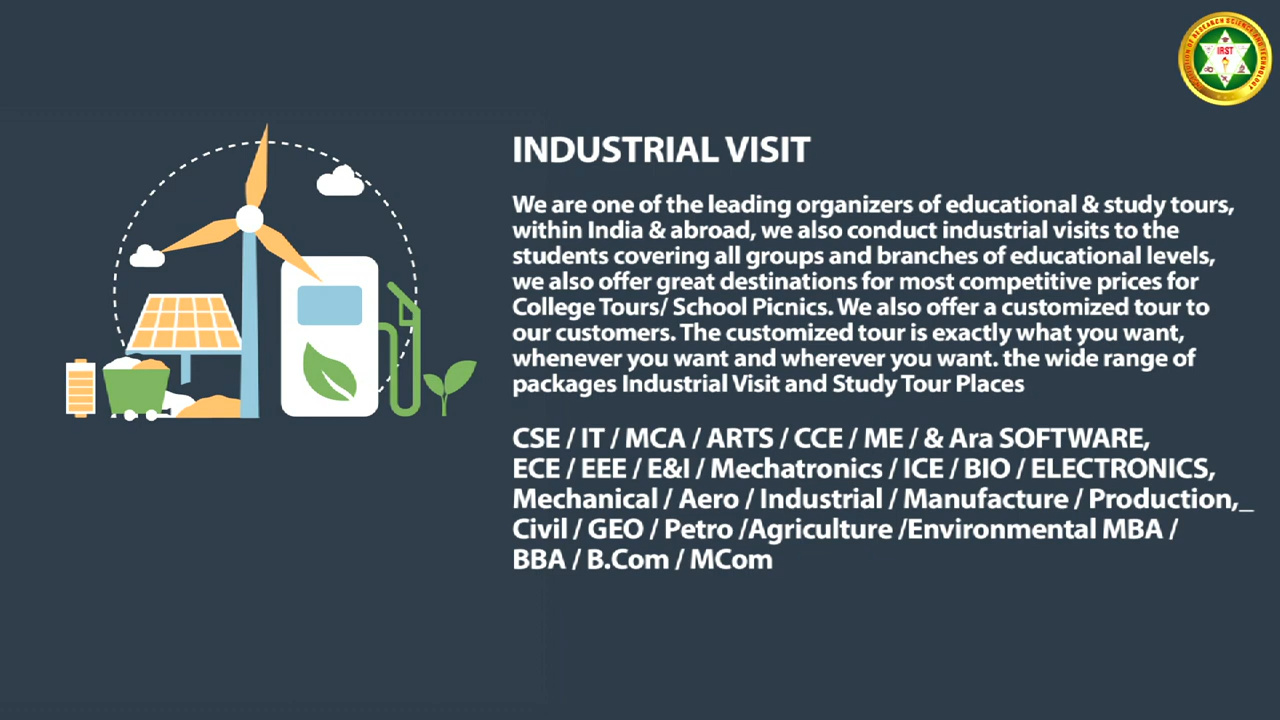 IRST
INDUSTRIAL VISIT
We are one of the leading organizers of educational & study tours,
within India & abroad, we also conduct industrial visits to the
students covering all groups and branches of educational levels,
we also offer great destinations for most competitive prices for
College Tours/ School Picnics. We also offer a customized tour to
our customers. The customized tour is exactly what you want,
whenever you want and wherever you want. the wide range of
packages Industrial Visit and Study Tour Places
CSE / IT / MCA / ARTS / CCE / ME / & Ara SOFTWARE,
ECE / EEE / E&I / Mechatronics / ICE / BIO / ELECTRONICS,
Mechanical / Aero / Industrial / Manufacture / Production,_
Civil / GEO / Petro /Agriculture /Environmental MBA /
BBA / B.Com / MCom